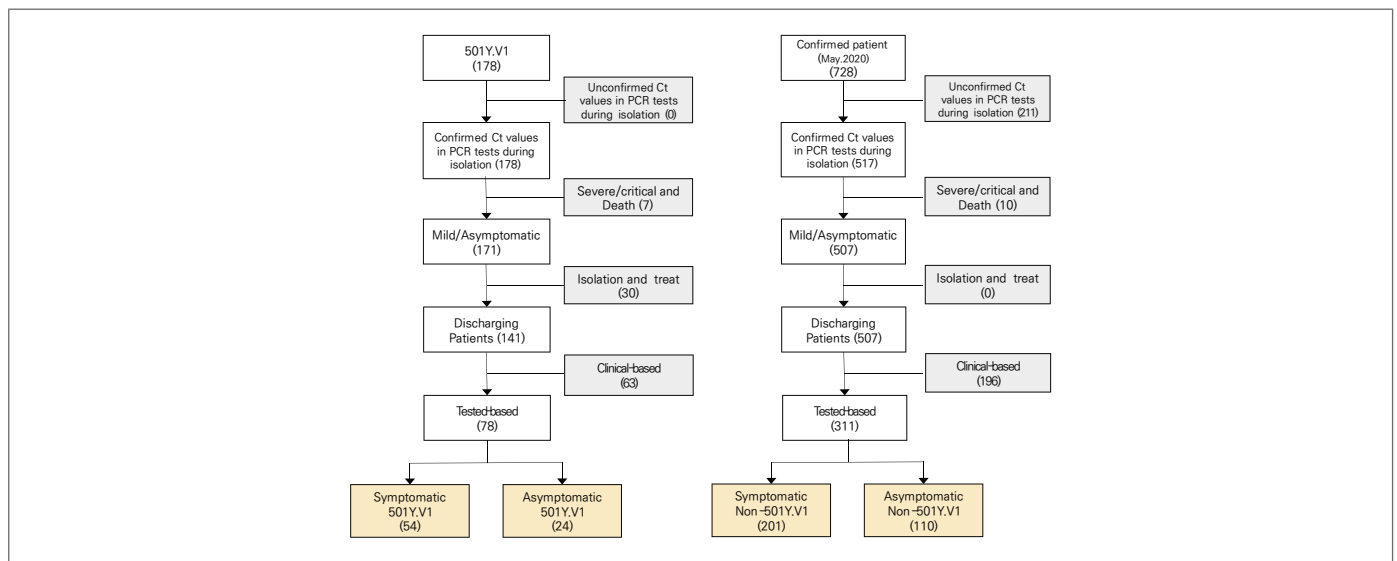 501Y.V1
(178)
Unconfirmed Ct
values in PCR tests
during isolation (0)
Confirmed Ct values
in PCR tests during
isolation (178)
Severe/critical and
Death (7)
Mild/Asymptomatic
(171)
Isolation and treat
(30)
Discharging
Patients (141)
Clinical-based
(63)
Tested-based
(78)
Symptomatic
501Y.V1
(54)
Asymptomatic
501Y.V1
(24)
Confirmed patient
(May.2020)
(728)
Unconfirmed Ct
values in PCR tests
during isolation (211)
Confirmed Ct values
in PCR tests during
isolation (517)
Severe/critical and
Death (10)
Mild/Asymptomatic
(507)
Isolation and treat
(0)
Discharging
Patients (507)
Clinical-based
(196)
Tested-based
(311)
Symptomatic
Non-501Y.V1
(201)
Asymptomatic
Non-501Y.V1
(110)